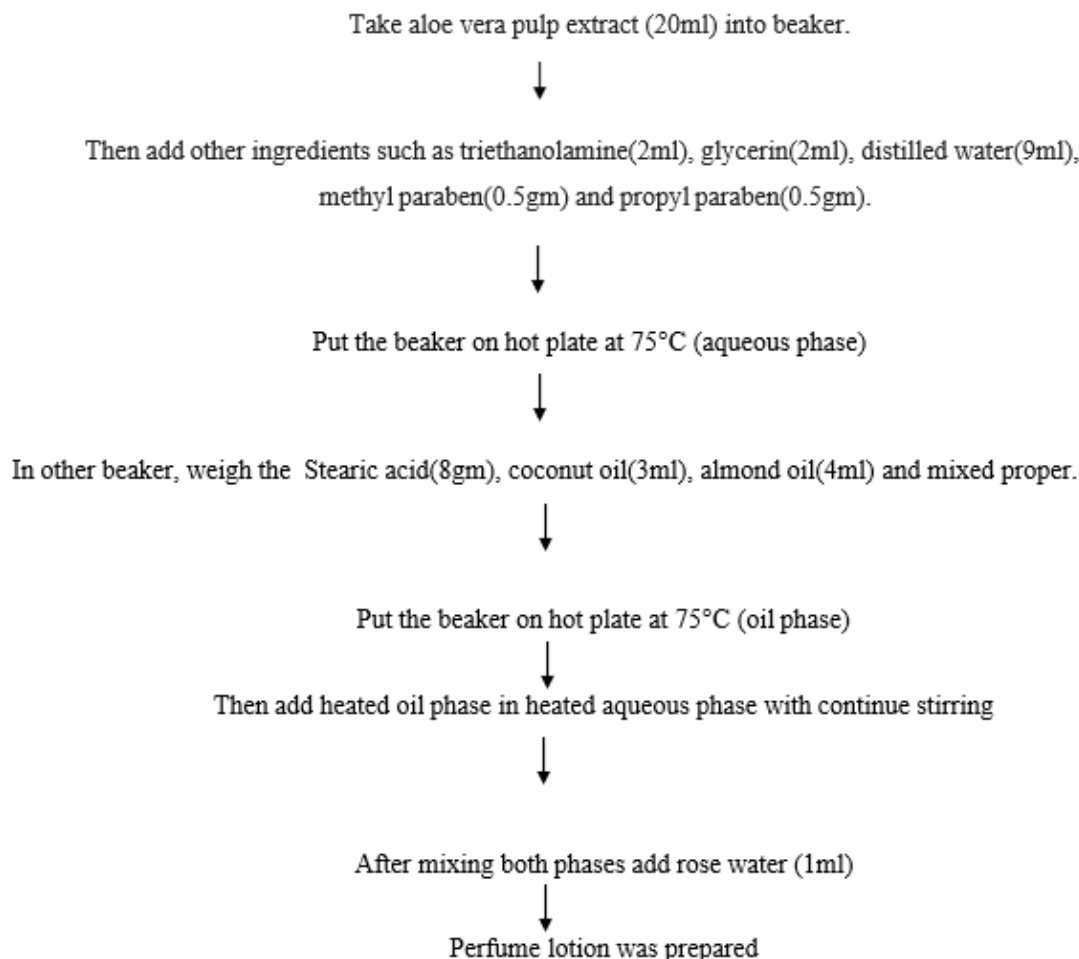 Take aloe vera pulp extract (20ml) into beaker.
Then add other ingredients such as triethanolamine(2ml), glycerin(2ml), distilled water(9ml),
methyl paraben(0.5gm) and propyl paraben(0.5gm).
Put the beaker on hot plate at 75°C (aqueous phase)
In other beaker, weigh the Stearic acid(8gm), coconut oil(3ml), almond oil(4ml) and mixed proper.
Put the beaker on hot plate at 75°C (oil phase)
Then add heated oil phase in heated aqueous phase with continue stirring
After mixing both phases add rose water (1ml)
Perfume lotion was prepared